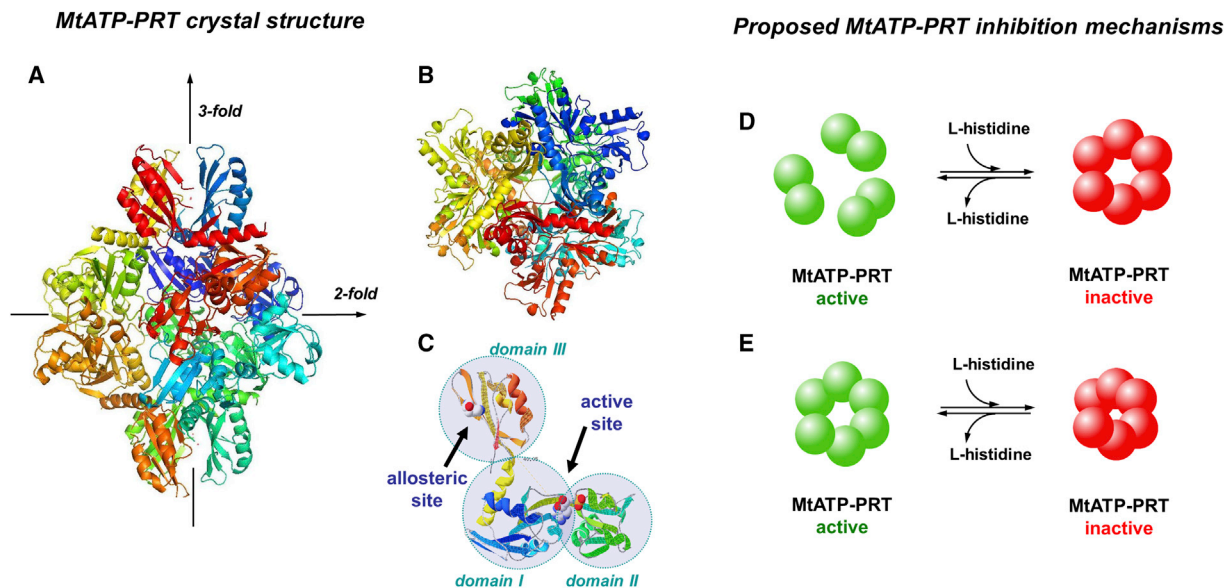 MtATP-PRT crystal structure
Proposed MtATP-PRT inhibition mechanisms
A
3-fold
2-fold
B
C
domain III
active
site
allosteric
site
domain I
domain II
D
L-histidine
L-histidine
MtATP-PRT
active
MtATP-PRT
inactive
E
L-histidine
L-histidine
MtATP-PRT
active
MtATP-PRT
inactive